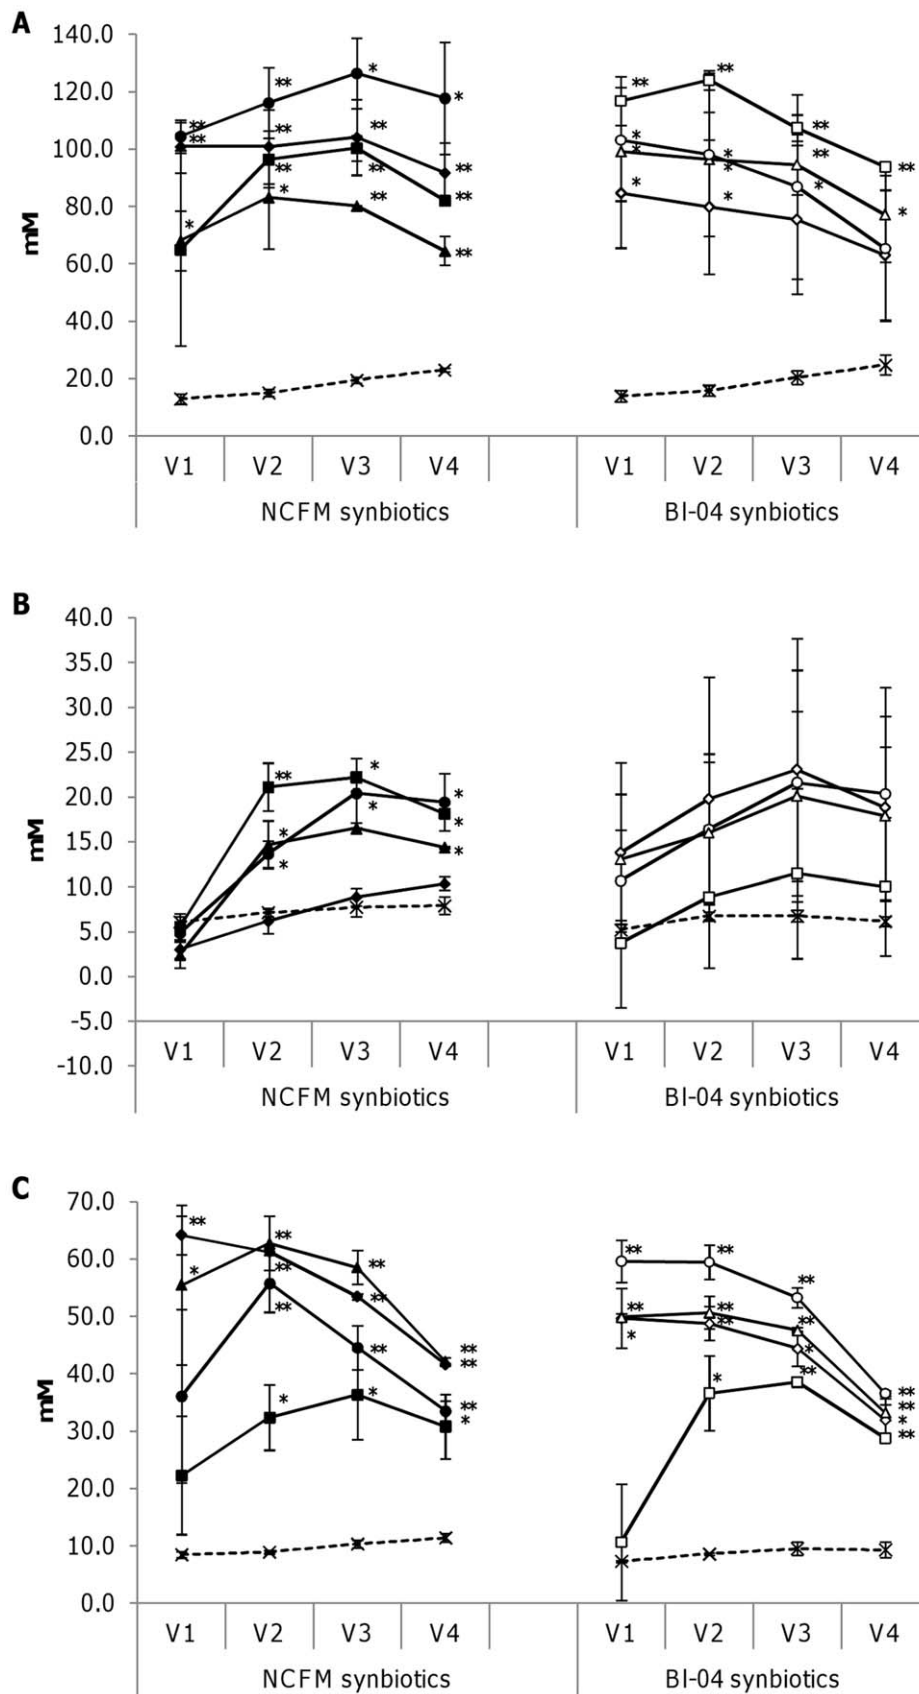 A
140.0
120.0
100.0
80.0
60.0
40.0
20.0
0.0
mM
** ** ** ** ** * * * ** ** ** * ** ** **
** * * * ** * * * ** ** * ** *
V1 V2 V3 V4 V1 V2 V3 V4
NCFM synbiotics BI-04 synbiotics
B
40.0
35.0
30.0
25.0
20.0
15.0
10.0
5.0
0.0
-5.0
-10.0
mM
** * * * * * * *
V1 V2 V3 V4 V1 V2 V3 V4
NCFM synbiotics BI-04 synbiotics
C
70.0
60.0
50.0
40.0
30.0
20.0
10.0
0.0
mM
** * ** ** ** * ** ** ** * ** ** ** *
** ** * ** ** * ** ** * ** ** ** * **
V1 V2 V3 V4 V1 V2 V3 V4
NCFM synbiotics BI-04 synbiotics